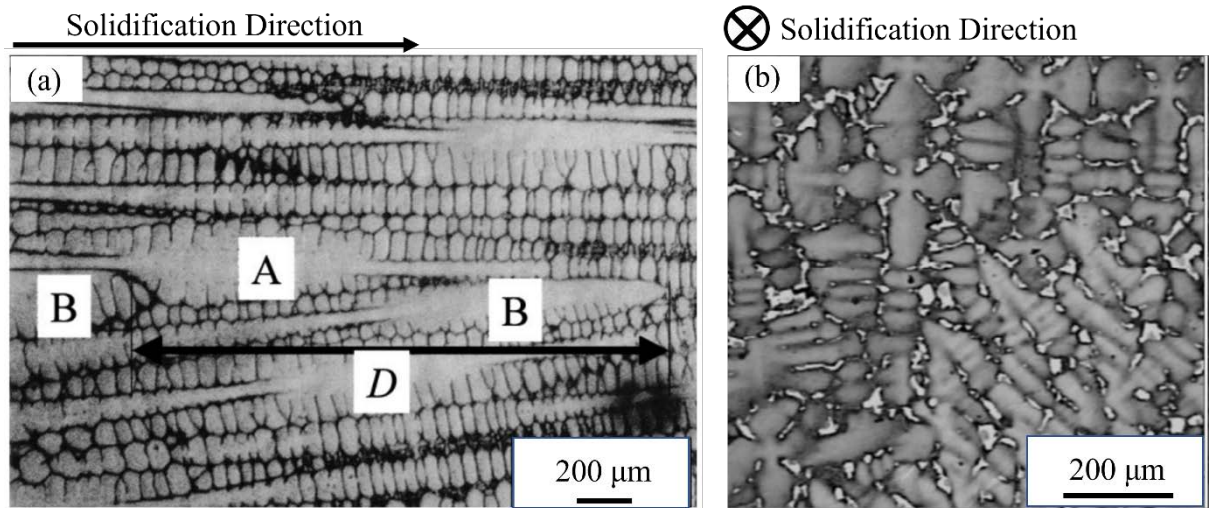 Solidification Direction
(a)
A
B
B
D
200 μm
Solidification Direction
(b)
200 μm